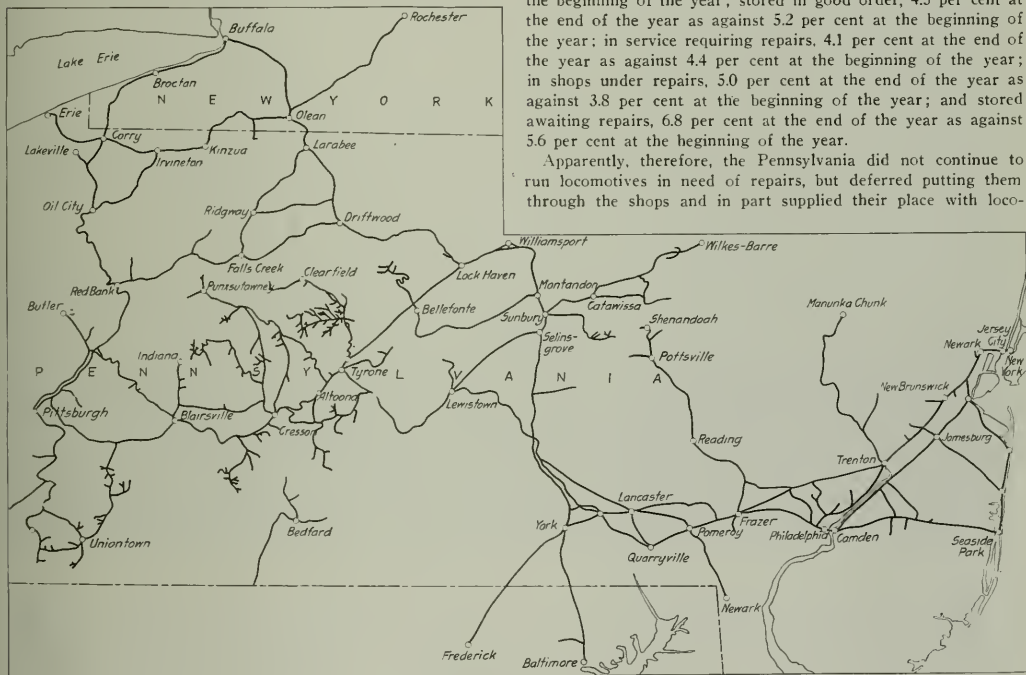 the beginning of the year; stored in good order, 4.5 per cent at
the end of the year as against 5.2 per cent at the beginning of
the year; in service requiring repairs, 4.1 per cent at the end of
the year as against 4.4 per cent at the beginning of the year;
in shops under repairs, 5.0 per cent at the end of the year as
against 3.8 per cent at the beginning of the year; and stored
awaiting repairs, 6.8 per cent at the end of the year as against
5.6 per cent at the beginning of the year.
Apparently, therefore, the Pennsylvania did not continue to
run locomotives in need of repairs, but deferred putting them
through the shops and in part supplied their place with loco-
Rochester
Buffalo
Lake Erie
Brocton
NEW YORK
Erie
Olean
Corry
Lakeville
Irvineton
Kinzua
Larabee
Oil City
Ridgway
Driftwood
Williamsport
Wilkes-Barre
Falls Creek
Clearfield
Lock Haven
Red Bank
Punxsutawney
Montandon
Catawissa
Manunka Chunk
Butler
Bellefonte
Sunbury
Shenandoah
Selins-
grove
Jersey
City
Newark
New
York
Indiana
Pottsville
PENNSYLVANIA
Tyrone
New Brunswick
Altoona
Lewistown
Pittsburgh
Blairsville
Cresson
Jamesburg
Reading
Trenton
Lancaster
York
Pomeroy
Frazer
Philadelphia
Camden
Seaside
Park
Bedford
Uniontown
Quarryville
Newark
Frederick
Baltimore